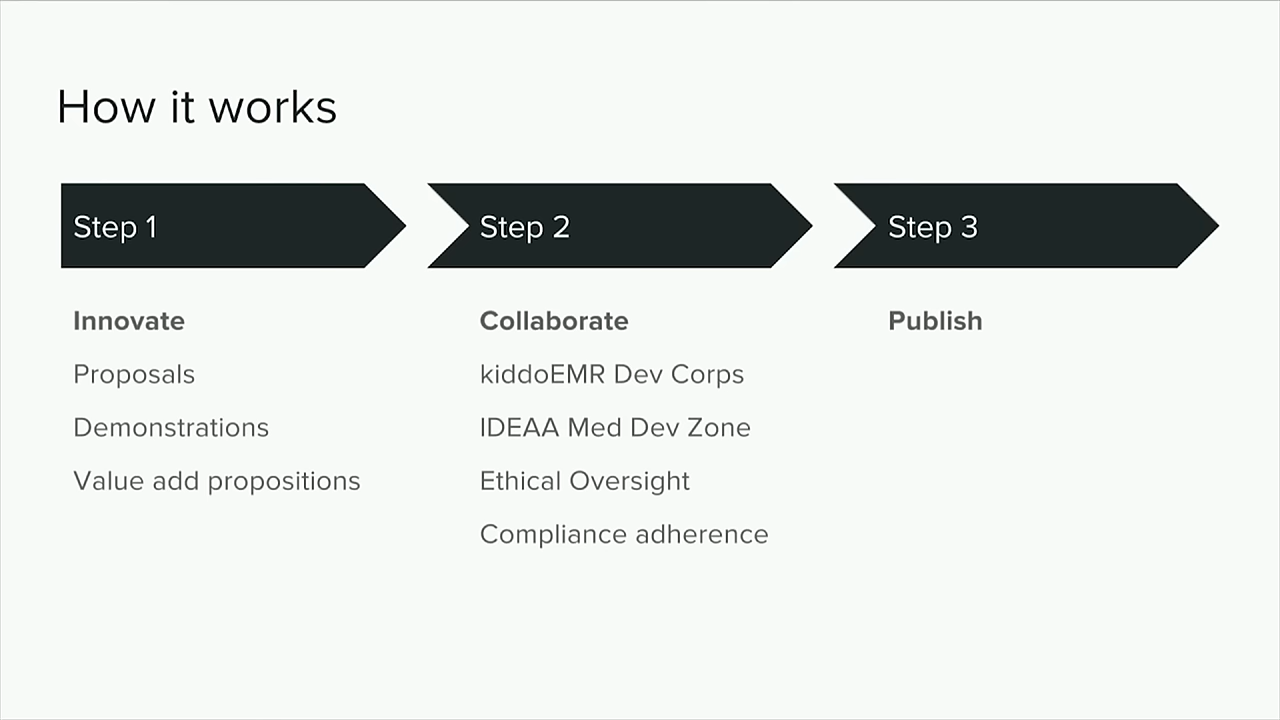 How it works
Step 1
Step 2
Step 3
Innovate
Proposals
Demonstrations
Value add propositions
Collaborate
kiddoEMR Dev Corps
IDEAA Med Dev Zone
Ethical Oversight
Compliance adherence
Publish